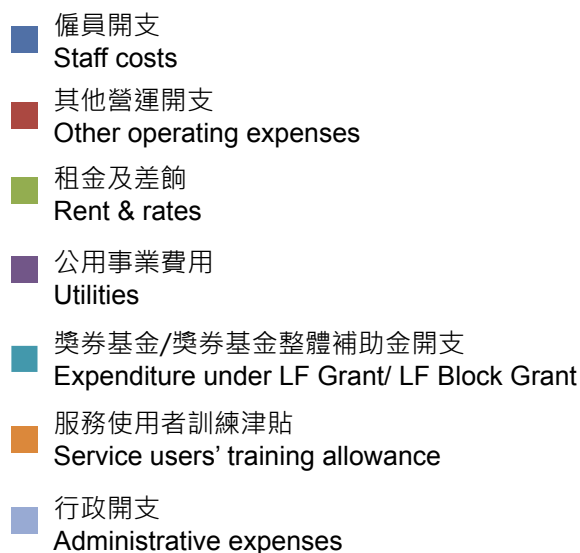 僱員開支
Staff costs
其他營運開支
Other operating expenses
租金及差餉
Rent & rates
公用事業費用
Utilities
獎券基金/獎券基金整體補助金開支
Expenditure under LF Grant/ LF Block Grant
服務使用者訓練津貼
Service users’ training allowance
行政開支
Administrative expenses